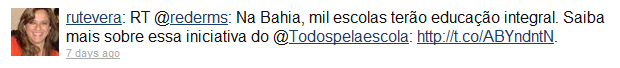 rutevera: RT @rederms: Na Bahia, mil escolas terão educação integral. Saiba
mais sobre essa iniciativa do @Todospelaescola: http://t.co/ABYndntN.
7 days ago